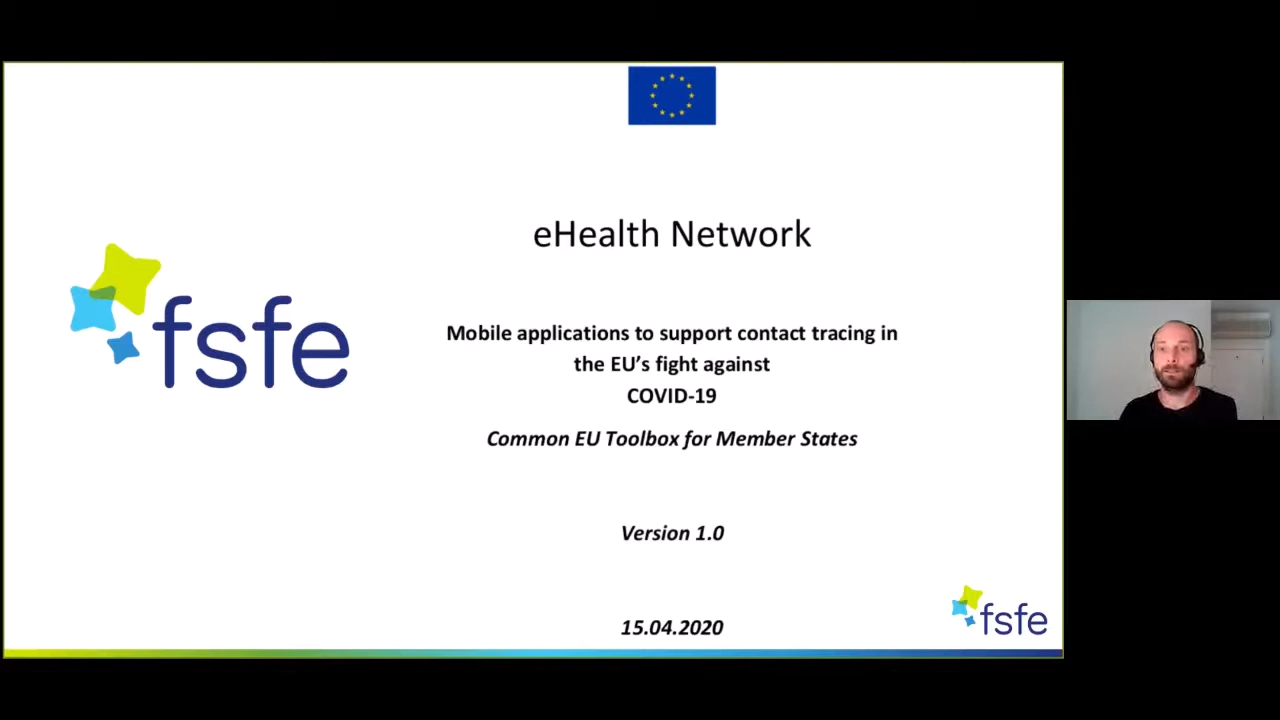 eHealth Network
fsfe
Mobile applications to support contact tracing in
the EU's fight against
COVID-19
Common EU Toolbox for Member States
Version 1.0
15.04.2020
fsfe